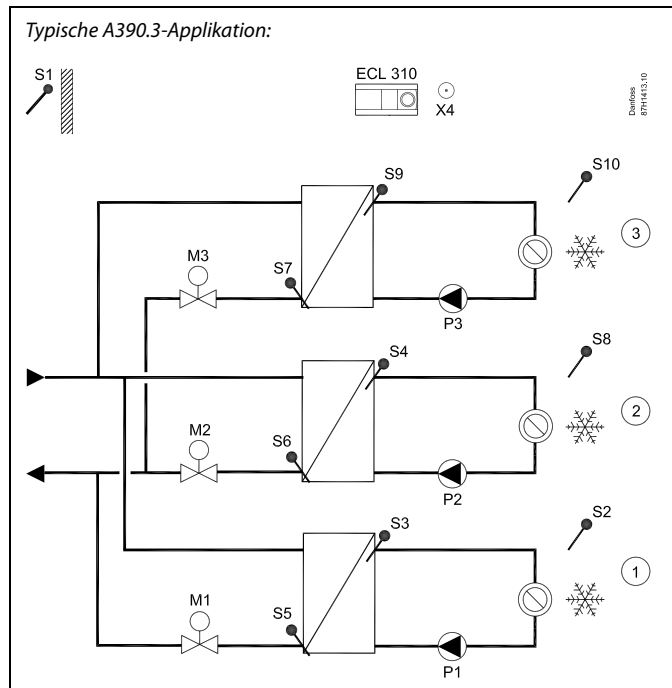 Typische A390.3-Applikation:
S1
ECL 310
X4
Danfoss
87H1413.10
S9
S10
3
M3
S7
P3
S4
S8
2
M2
S6
P2
S3
S2
1
M1
S5
P1